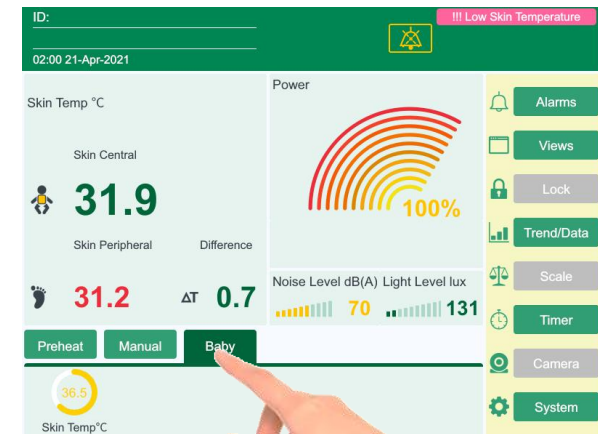 ID:
!!! Low Skin Temperature
02:00 21-Apr-2021
Skin Temp °C
Skin Central
31.9
Skin Peripheral
Difference
31.2
ΔT 0.7
Power
100%
Noise Level dB(A) Light Level lux
70
131
Preheat
Manual
Baby
36.5
Skin Temp°C
Alarms
Views
Lock
Trend/Data
Scale
Timer
Camera
System